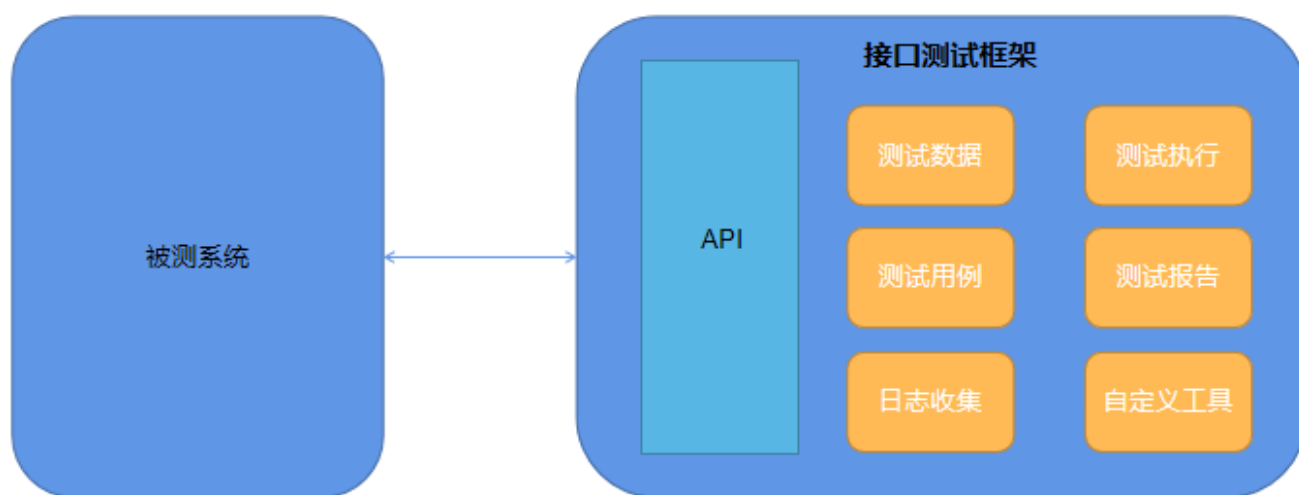 接口测试框架
被测系统
API
测试数据
测试执行
测试用例
测试报告
日志收集
自定义工具